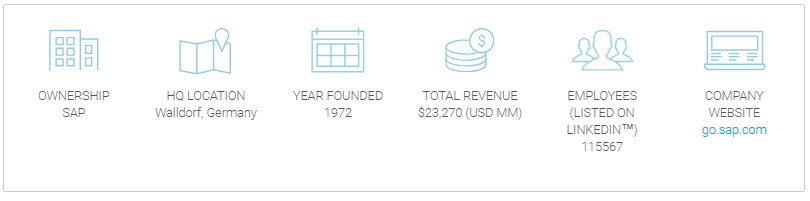 $
OWNERSHIP
SAP
HQ LOCATION
Walldorf, Germany
YEAR FOUNDED
1972
TOTAL REVENUE
$23,270 (USD MM)
EMPLOYEES
(LISTED ON
LINKEDIN™)
115567
COMPANY
WEBSITE
go.sap.com